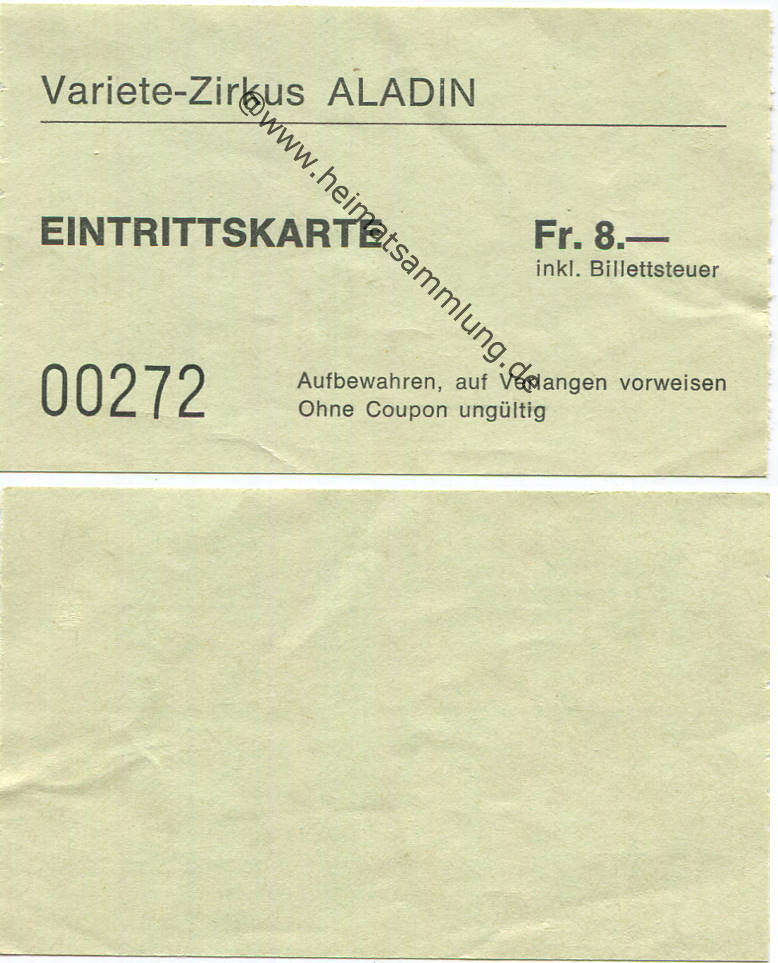 Variete-Zirkus ALADIN
@www.heimatsammlung.de
EINTRITTSKARTE
Fr. 8.—
inkl. Billettsteuer
00272
Aufbewahren, auf Verlangen vorweisen
Ohne Coupon ungültig